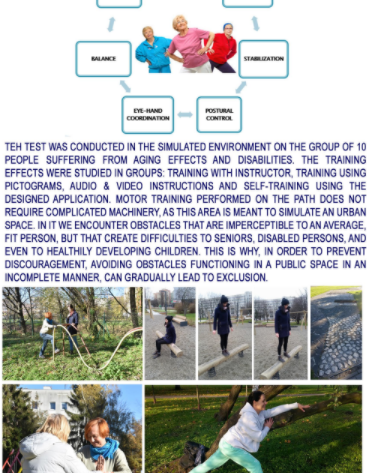 BALANCE
STABILIZATION
EYE-HAND
COORDINATION
POSTURAL
CONTROL
TEH TEST WAS CONDUCTED IN THE SIMULATED ENVIRONMENT ON THE GROUP OF 10
PEOPLE SUFFERING FROM AGING EFFECTS AND DISABILITIES. THE TRAINING
EFFECTS WERE STUDIED IN GROUPS: TRAINING WITH INSTRUCTOR, TRAINING USING
PICTOGRAMS, AUDIO & VIDEO INSTRUCTIONS AND SELF-TRAINING USING THE
DESIGNED APPLICATION. MOTOR TRAINING PERFORMED ON THE PATH DOES NOT
REQUIRE COMPLICATED MACHINERY, AS THIS AREA IS MEANT TO SIMULATE AN URBAN
SPACE. IN IT WE ENCOUNTER OBSTACLES THAT ARE IMPERCEPTIBLE TO AN AVERAGE,
FIT PERSON, BUT THAT CREATE DIFFICULTIES TO SENIORS, DISABLED PERSONS, AND
EVEN TO HEALTHILY DEVELOPING CHILDREN. THIS IS WHY, IN ORDER TO PREVENT
DISCOURAGEMENT, AVOIDING OBSTACLES FUNCTIONING IN A PUBLIC SPACE IN AN
INCOMPLETE MANNER, CAN GRADUALLY LEAD TO EXCLUSION.